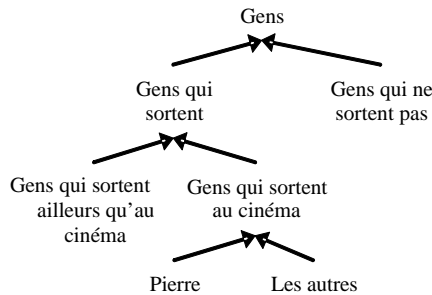 Gens
Gens qui
sortent
Gens qui ne
sortent pas
Gens qui sortent
ailleurs qu'au
cinéma
Gens qui sortent
au cinéma
Pierre
Les autres